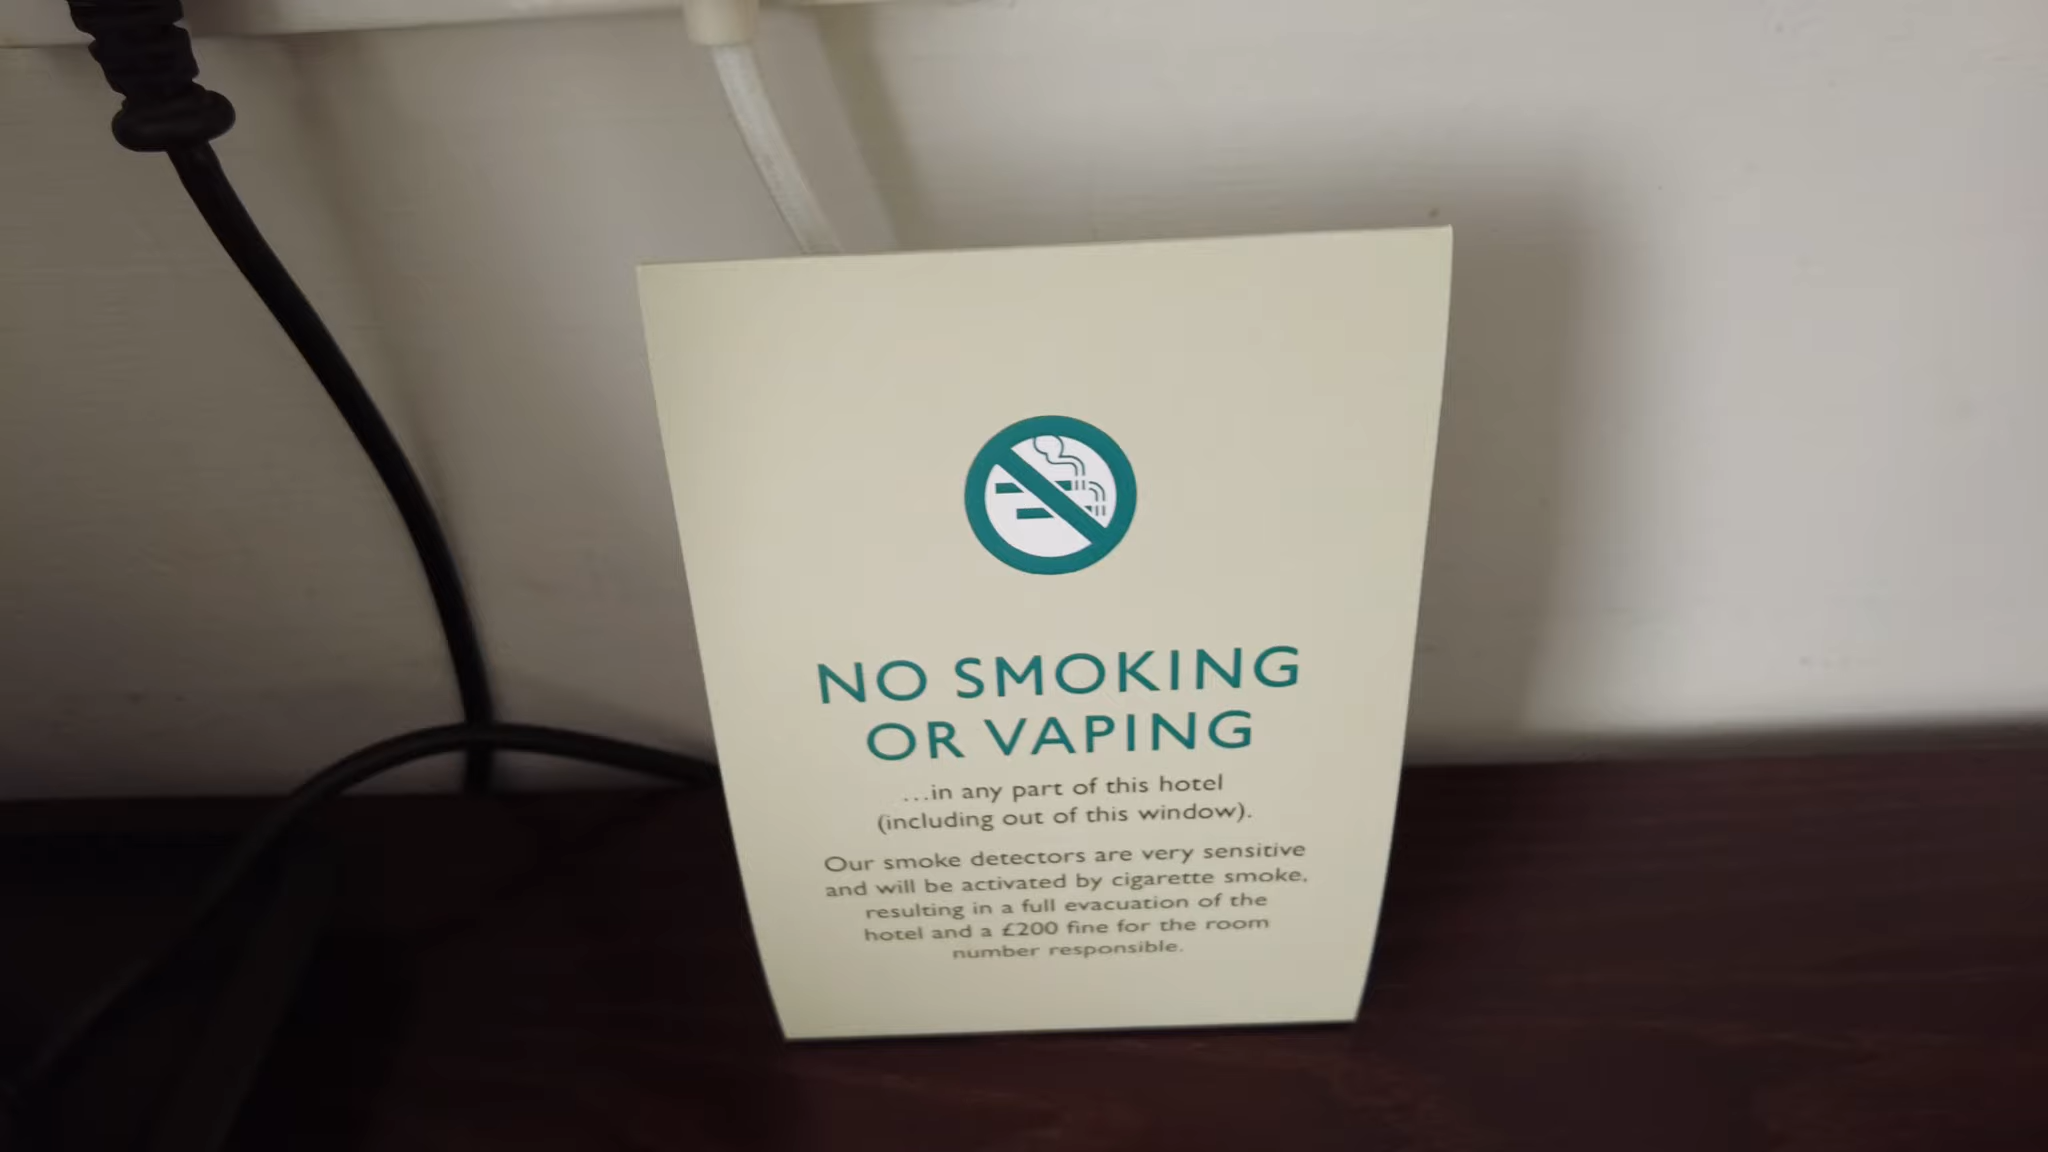 NO SMOKING
OR VAPING
...in any part of this hotel
(including out of this window).
Our smoke detectors are very sensitive
and will be activated by cigarette smoke,
resulting in a full evacuation of the
hotel and a £200 fine for the room
number responsible.